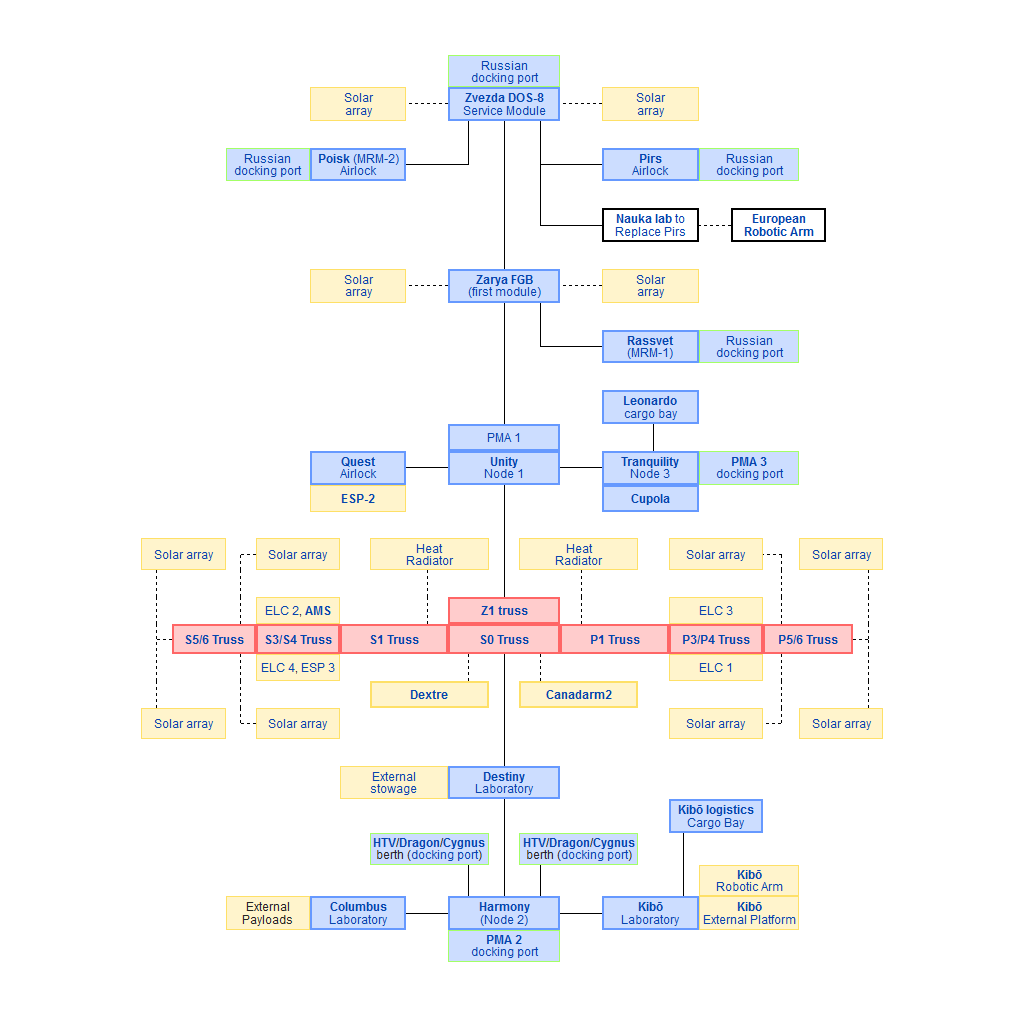 Russian
docking port
Solar
array
Zvezda DOS-8
Service Module
Solar
array
Russian
docking port
Poisk (MRM-2)
Airlock
Pirs
Airlock
Russian
docking port
Nauka lab to
Replace Pirs
European
Robotic Arm
Solar
array
Zarya FGB
(first module)
Solar
array
Rassvet
(MRM-1)
Russian
docking port
Leonardo
cargo bay
PMA 1
Quest
Airlock
Unity
Node 1
Tranquility
Node 3
PMA 3
docking port
ESP-2
Cupola
Solar array
Solar array
Heat
Radiator
Heat
Radiator
Solar array
Solar array
ELC 2, AMS
Z1 truss
ELC 3
S5/6 Truss
S3/S4 Truss
S1 Truss
S0 Truss
P1 Truss
P3/P4 Truss
P5/6 Truss
ELC 4, ESP 3
ELC 1
Dextre
Canadarm2
Solar array
Solar array
Solar array
Solar array
External
stowage
Destiny
Laboratory
Kibō logistics
Cargo Bay
HTV/Dragon/Cygnus
berth (docking port)
HTV/Dragon/Cygnus
berth (docking port)
Kibō
Robotic Arm
External
Payloads
Columbus
Laboratory
Harmony
(Node 2)
Kibō
Laboratory
Kibō
External Platform
PMA 2
docking port